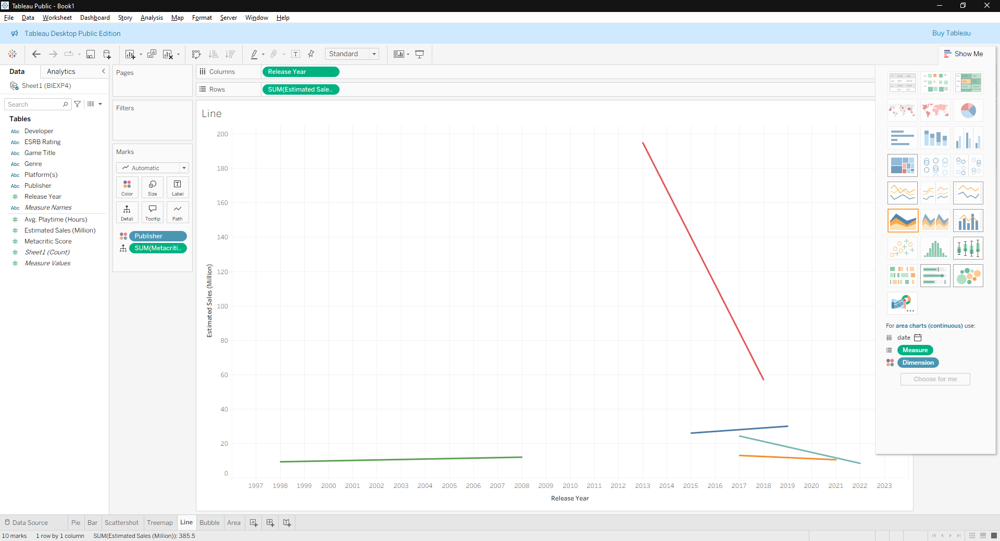 Tableau Public - Book1
File Data Worksheet Dashboard Story Analysis Map Format Server Window Help
Tableau Desktop Public Edition
Buy Tableau
Standard
Show Me
Data Analytics
Sheet1 (BIEXP4)
Search
Tables
Abc Developer
Abc ESRB Rating
Abc Game Title
Abc Genre
Abc Platform(s)
Abc Publisher
# Release Year
Abc Measure Names
# Avg. Playtime (Hours)
# Estimated Sales (Million)
# Metacritic Score
# Sheet1 (Count)
# Measure Values
Pages
Filters
Marks
Automatic
Color Size Label
Detail Tooltip Path
Publisher
SUM(Metacriti..
Columns Release Year
Rows SUM(Estimated Sale..
Line
Estimated Sales (Million)
200
180
160
140
120
100
80
60
40
20
0
1997 1998 1999 2000 2001 2002 2003 2004 2005 2006 2007 2008 2009 2010 2011 2012 2013 2014 2015 2016 2017 2018 2019 2020 2021 2022 2023
Release Year
For area charts (continuous) use:
date
Measure
Dimension
Choose for me
Data Source Pie Bar Scattershot Treemap Line Bubble Area
10 marks 1 row by 1 column SUM(Estimated Sales (Million)): 385.5